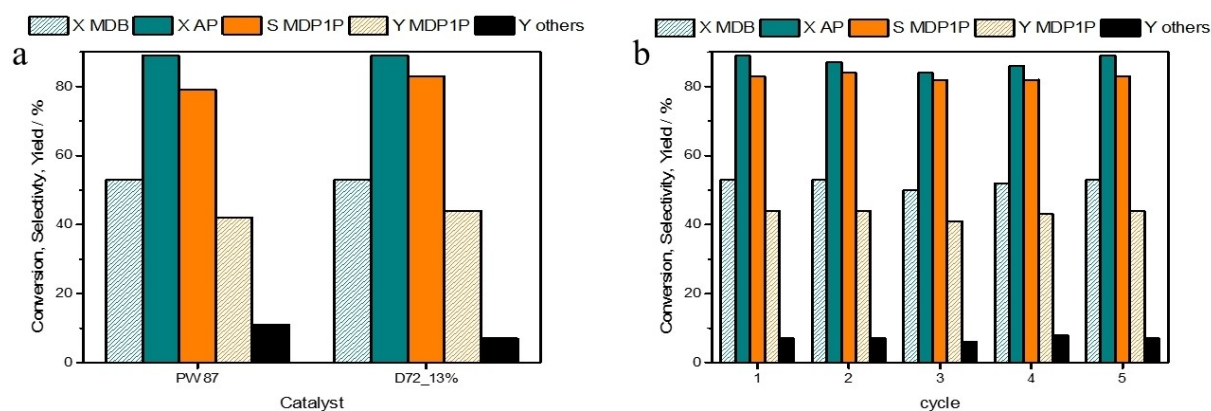 a
X MDB X AP S MDP1P Y MDP1P Y others
Conversion, Selectivity, Yield / %
80
60
40
20
0
PW87 D72_13%
Catalyst
b
X MDB X AP S MDP1P Y MDP1P Y others
Conversion, Selectivity, Yield / %
80
60
40
20
0
1 2 3 4 5
cycle